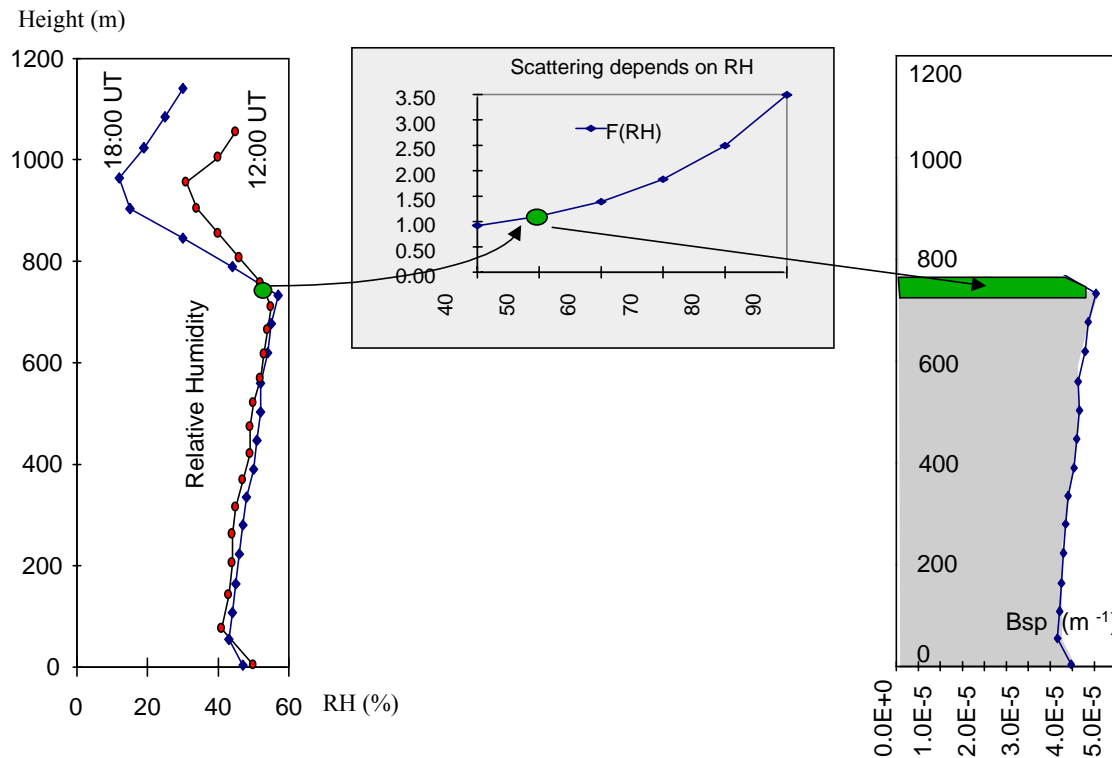 Height (m)
1200
1000
800
600
400
200
0
0 20 40 60
RH (%)
18:00 UT
12:00 UT
Relative Humidity
Scattering depends on RH
3.50
3.00
2.50
2.00
1.50
1.00
0.50
0.00
F(RH)
40 50 60 70 80 90
1200
1000
800
600
400
200
0
Bsp (m -1)
0.0E+0 1.0E-5 2.0E-5 3.0E-5 4.0E-5 5.0E-5